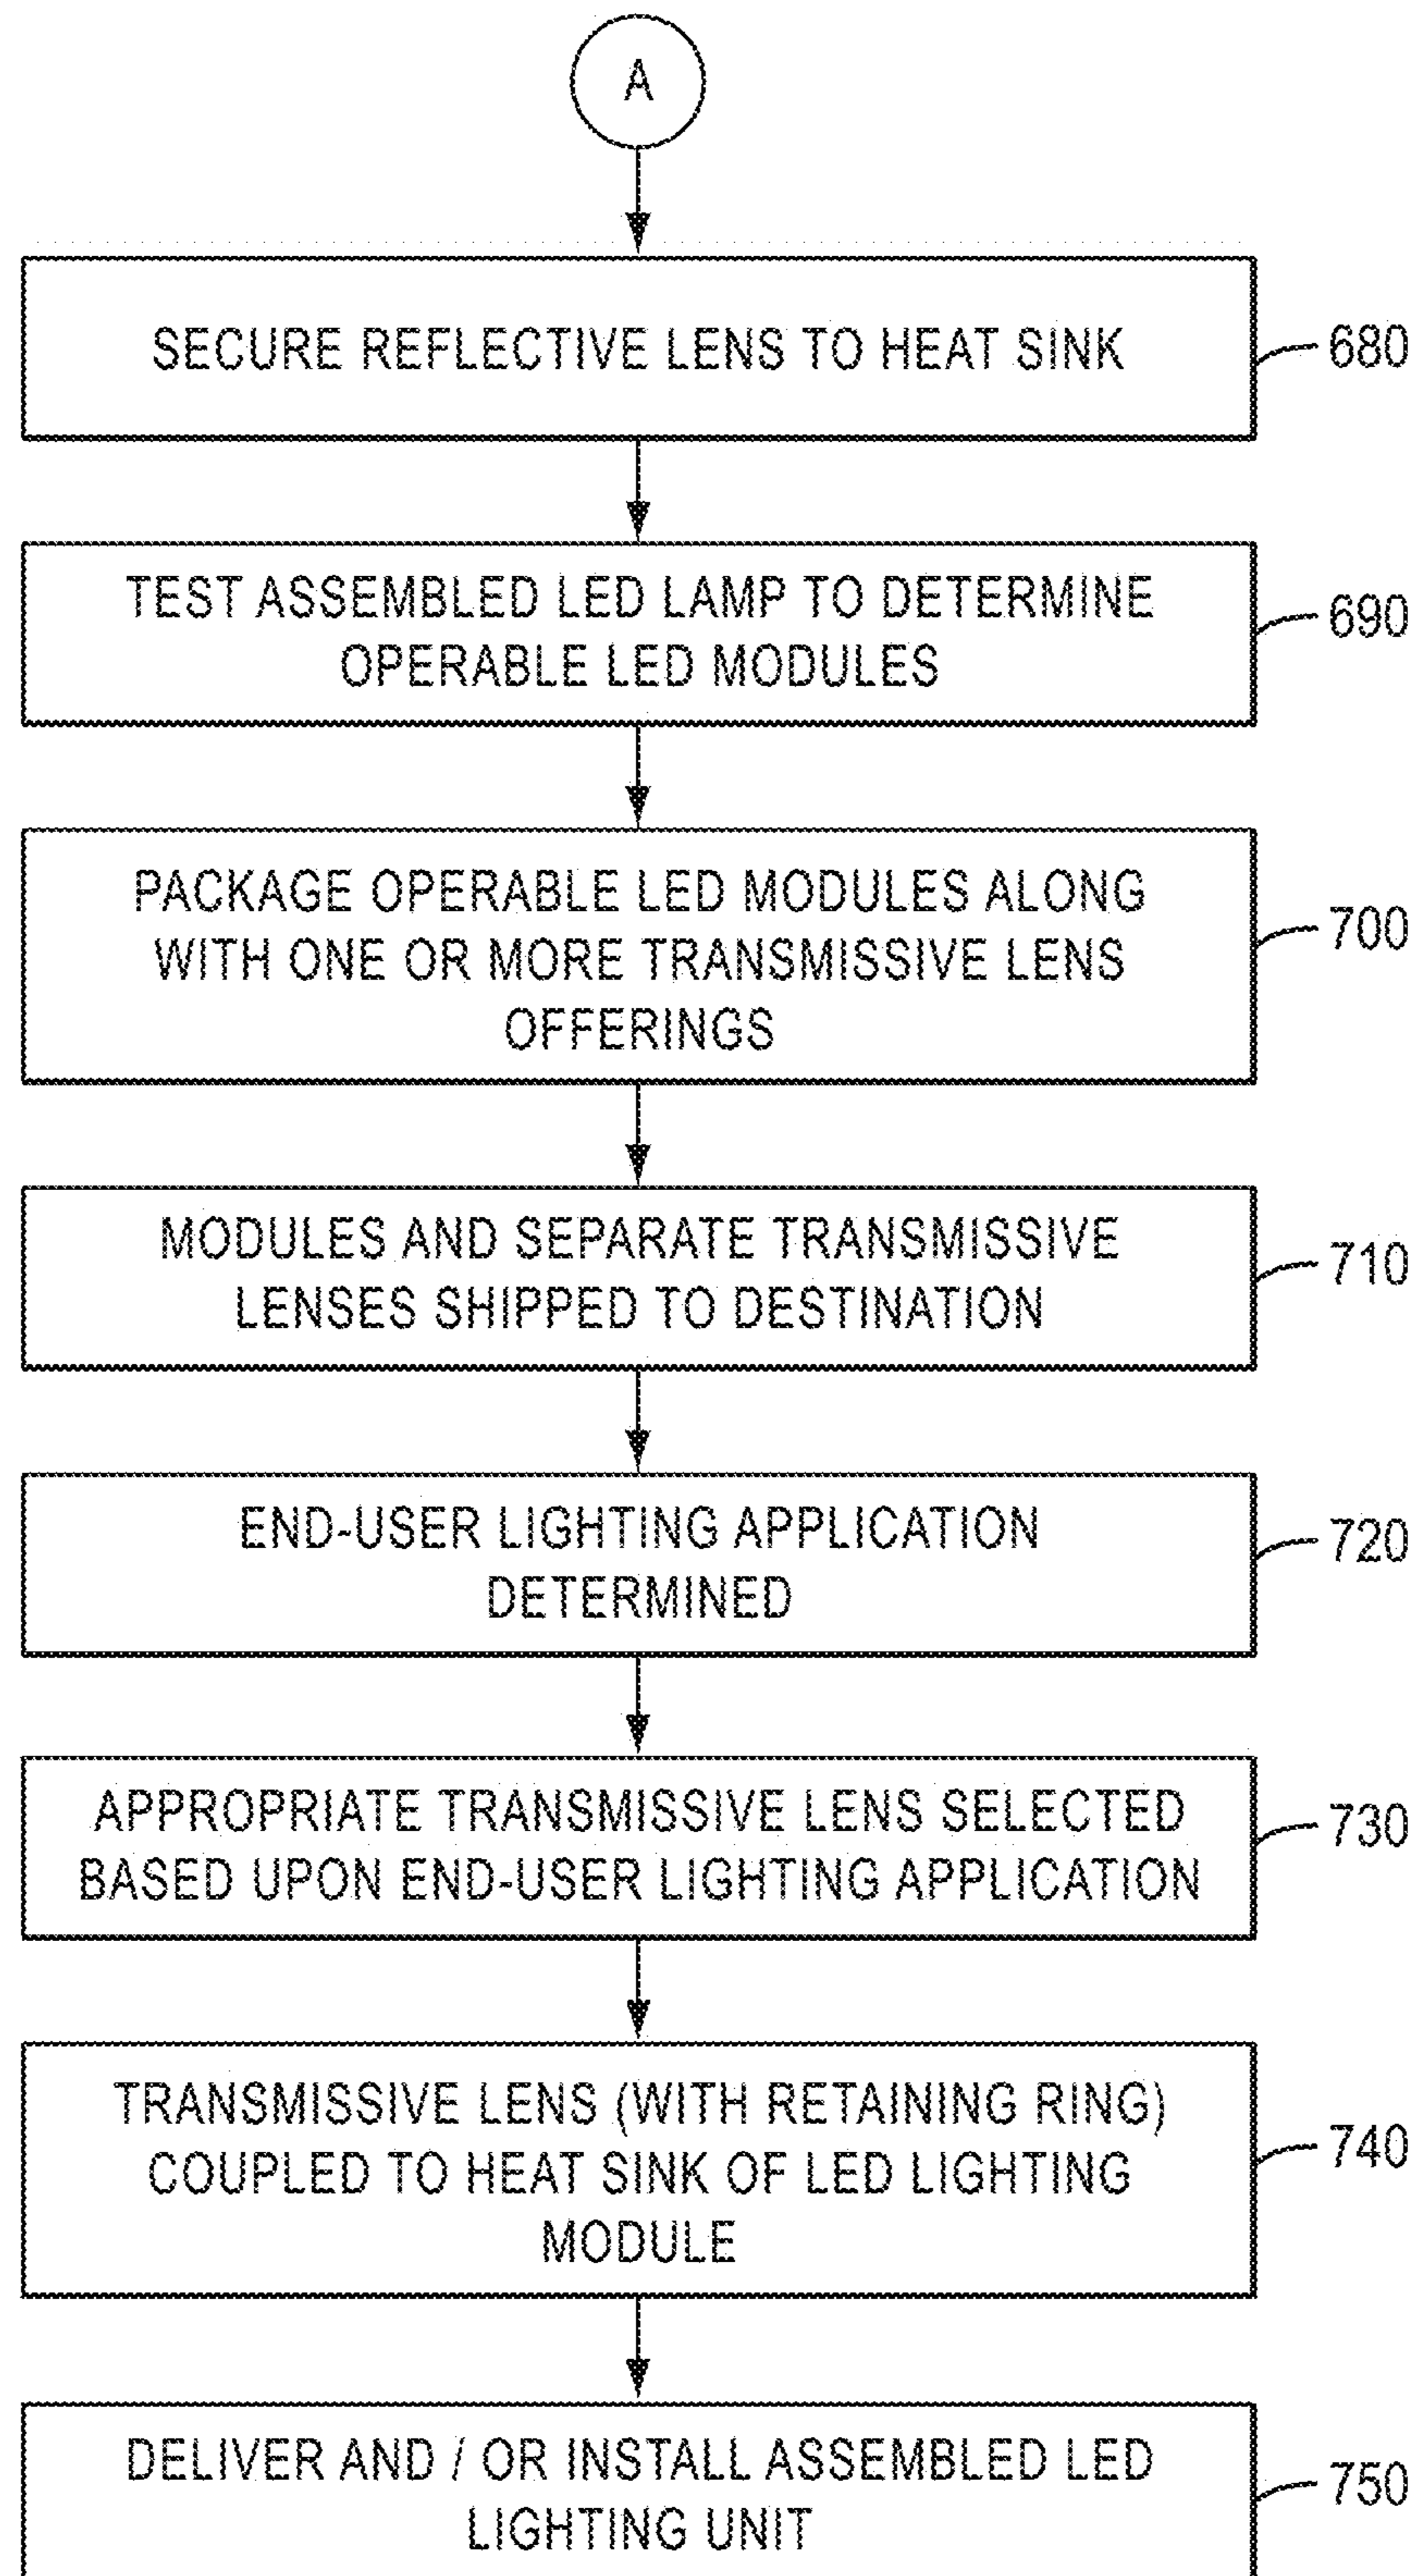 A
SECURE REFLECTIVE LENS TO HEAT SINK
680
TEST ASSEMBLED LED LAMP TO DETERMINE
OPERABLE LED MODULES
690
PACKAGE OPERABLE LED MODULES ALONG
WITH ONE OR MORE TRANSMISSIVE LENS
OFFERINGS
700
MODULES AND SEPARATE TRANSMISSIVE
LENSES SHIPPED TO DESTINATION
710
END-USER LIGHTING APPLICATION
DETERMINED
720
APPROPRIATE TRANSMISSIVE LENS SELECTED
BASED UPON END-USER LIGHTING APPLICATION
730
TRANSMISSIVE LENS (WITH RETAINING RING)
COUPLED TO HEAT SINK OF LED LIGHTING
MODULE
740
DELIVER AND / OR INSTALL ASSEMBLED LED
LIGHTING UNIT
750